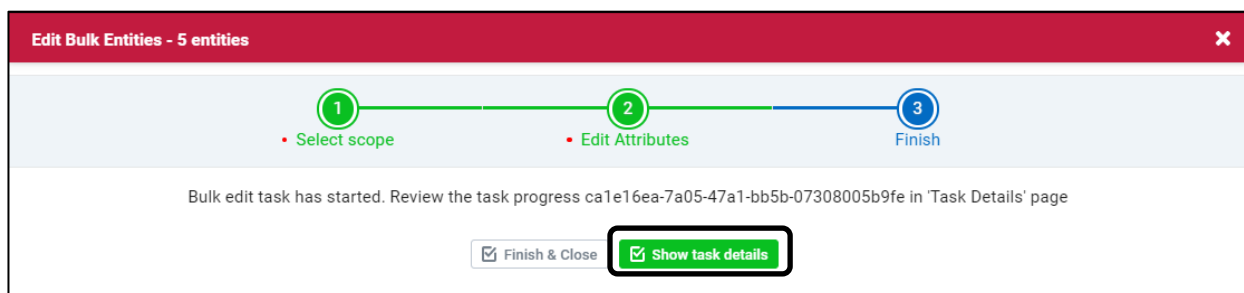 Edit Bulk Entities - 5 entities
1
2
3
• Select scope
• Edit Attributes
Finish
Bulk edit task has started. Review the task progress ca1e16ea-7a05-47a1-bb5b-07308005b9fe in 'Task Details' page
Finish & Close
Show task details